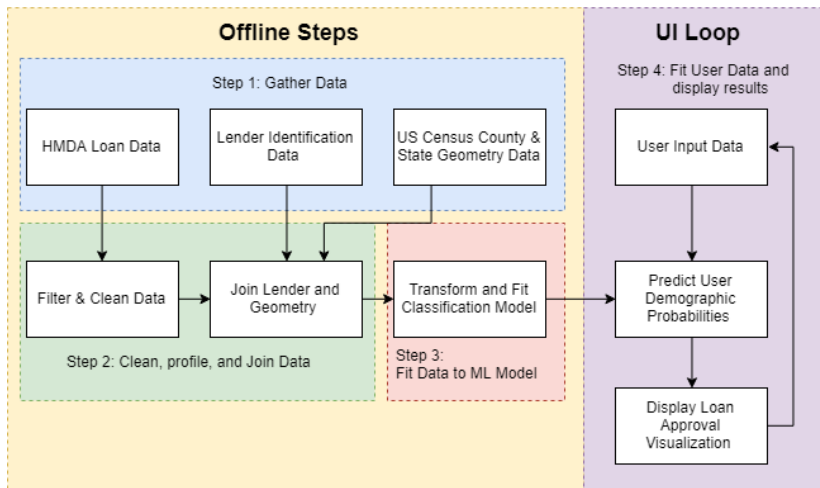 Offline Steps
UI Loop
Step 1: Gather Data
Step 4: Fit User Data and
display results
HMDA Loan Data
Lender Identification
Data
US Census County &
State Geometry Data
User Input Data
Filter & Clean Data
Join Lender and
Geometry
Transform and Fit
Classification Model
Predict User
Demographic
Probabilities
Step 2: Clean, profile, and Join Data
Step 3:
Fit Data to ML Model
Display Loan
Approval
Visualization